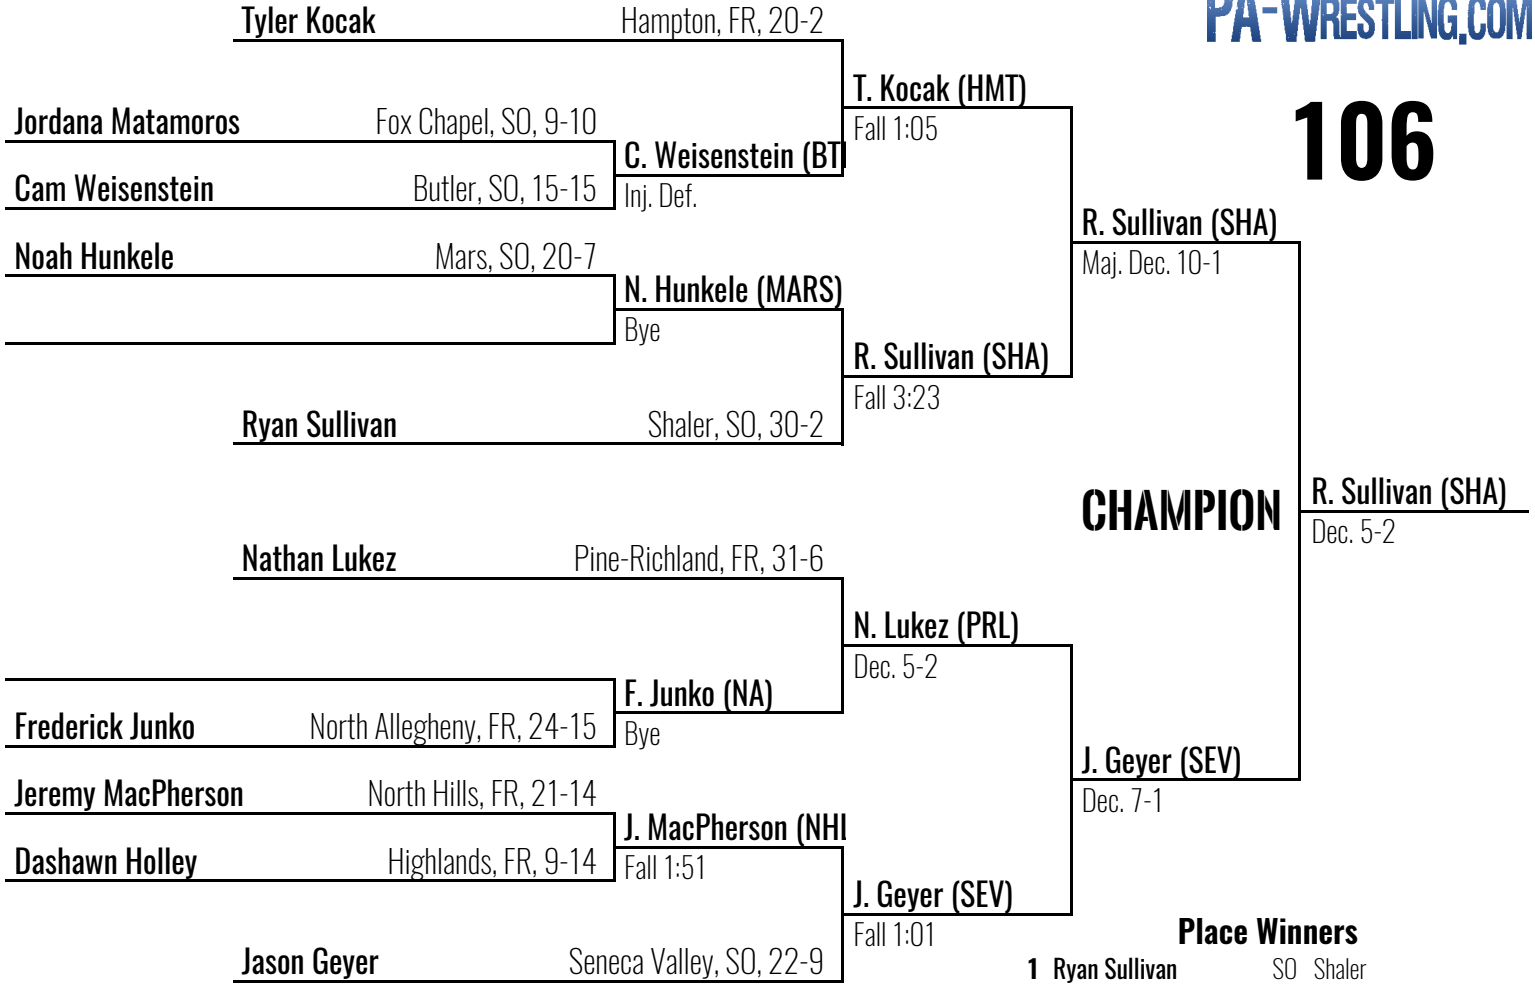 Tyler Kocak Hampton, FR, 20-2
PA-WRESTLING.COM
T. Kocak (HMT)
Fall 1:05
106
Jordana Matamoros Fox Chapel, SO, 9-10
C. Weisenstein (BT
Inj. Def.
Cam Weisenstein Butler, SO, 15-15
R. Sullivan (SHA)
Maj. Dec. 10-1
Noah Hunkele Mars, SO, 20-7
N. Hunkele (MARS)
Bye
R. Sullivan (SHA)
Fall 3:23
Ryan Sullivan Shaler, SO, 30-2
CHAMPION
R. Sullivan (SHA)
Dec. 5-2
Nathan Lukez Pine-Richland, FR, 31-6
N. Lukez (PRL)
Dec. 5-2
F. Junko (NA)
Bye
Frederick Junko North Allegheny, FR, 24-15
J. Geyer (SEV)
Dec. 7-1
Jeremy MacPherson North Hills, FR, 21-14
J. MacPherson (NHL
Fall 1:51
Dashawn Holley Highlands, FR, 9-14
J. Geyer (SEV)
Fall 1:01
Jason Geyer Seneca Valley, SO, 22-9
Place Winners
1 Ryan Sullivan SO Shaler